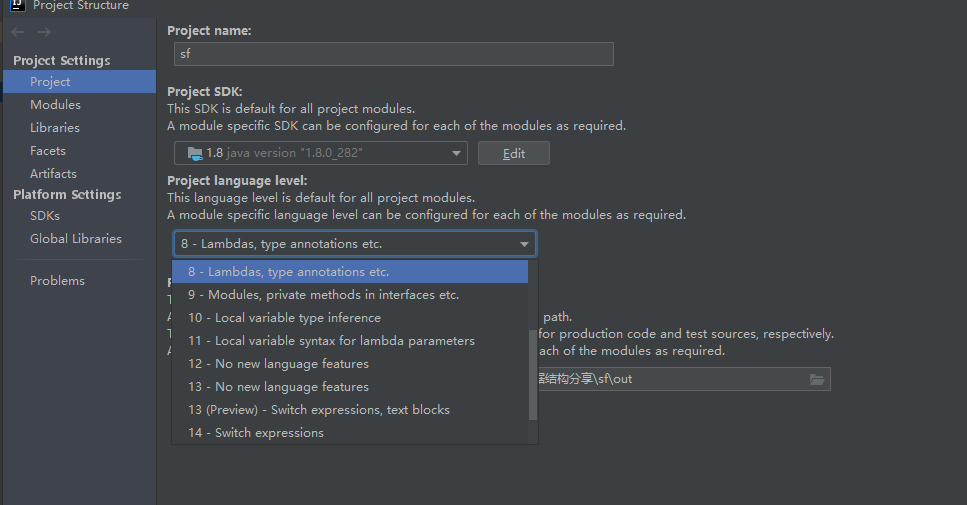 IJ
Project Structure
Project Settings
Project
Modules
Libraries
Facets
Artifacts
Platform Settings
SDKs
Global Libraries
Problems
Project name:
sf
Project SDK:
This SDK is default for all project modules.
A module specific SDK can be configured for each of the modules as required.
1.8 java version "1.8.0_282"
Edit
Project language level:
This language level is default for all project modules.
A module specific language level can be configured for each of the modules as required.
8 - Lambdas, type annotations etc.
8 - Lambdas, type annotations etc.
9 - Modules, private methods in interfaces etc.
10 - Local variable type inference
path.
11 - Local variable syntax for lambda parameters
for production code and test sources, respectively.
ach of the modules as required.
12 - No new language features
13 - No new language features
结构分享\sf\out
13 (Preview) - Switch expressions, text blocks
14 - Switch expressions